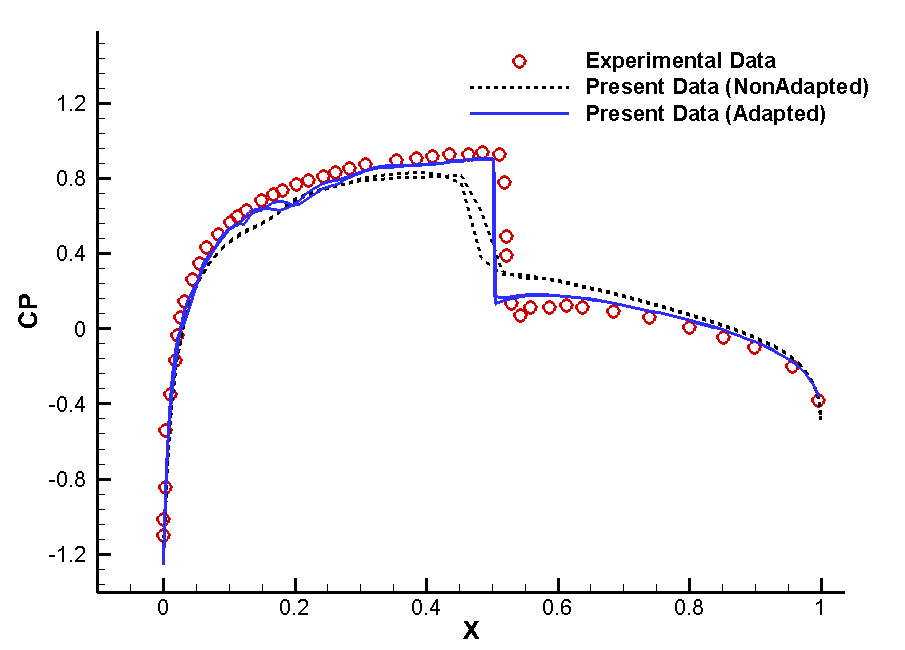 Experimental Data
Present Data (NonAdapted)
Present Data (Adapted)
1.2
0.8
0.4
0
-0.4
-0.8
-1.2
CP
0 0.2 0.4 0.6 0.8 1
X